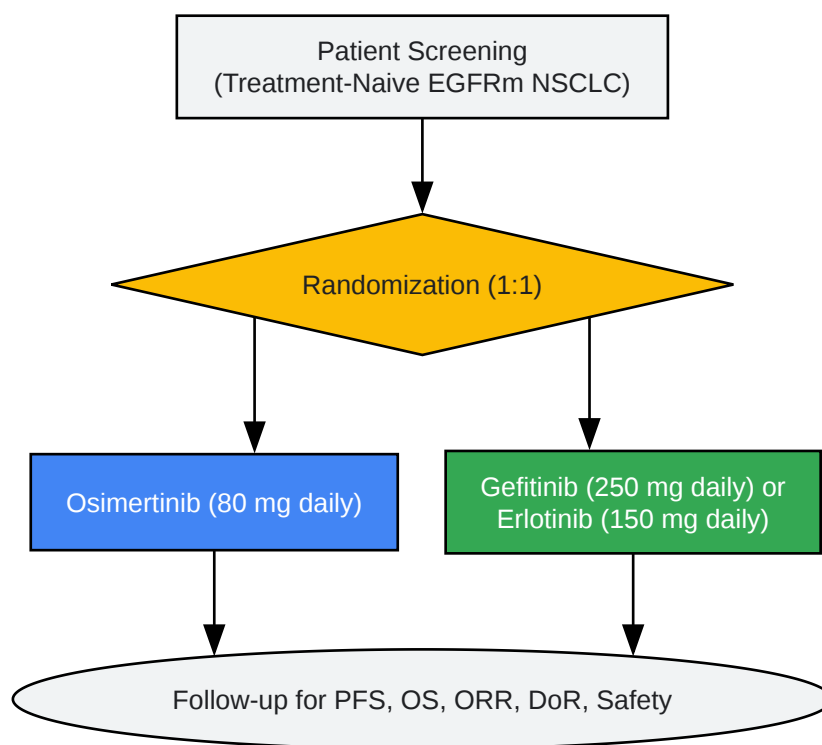 Patient Screening
(Treatment-Naive EGFRm NSCLC)
Randomization (1:1)
Osimertinib (80 mg daily)
Gefitinib (250 mg daily) or
Erlotinib (150 mg daily)
Follow-up for PFS, OS, ORR, DoR, Safety